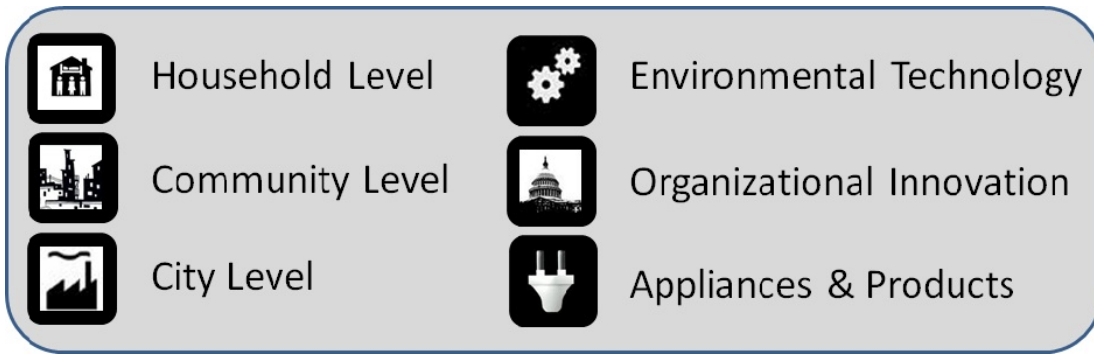 Household Level
Community Level
City Level
Environmental Technology
Organizational Innovation
Appliances & Products